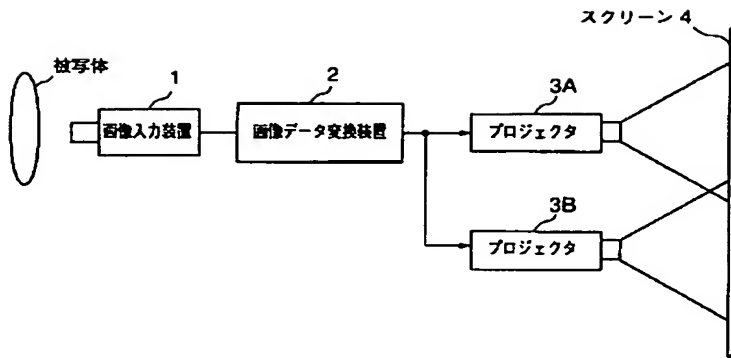 スクリーン 4
被写体
1
画像入力装置
2
画像データ変換装置
3A
プロジェクタ
3B
プロジェクタ